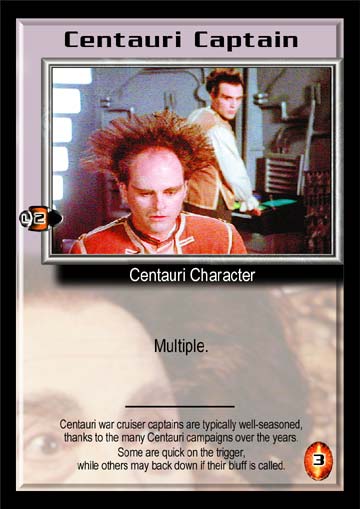 Centauri Captain
L2
Centauri Character
Multiple.
Centauri war cruiser captains are typically well-seasoned,
thanks to the many Centauri campaigns over the years.
Some are quick on the trigger,
while others may back down if their bluff is called.
3